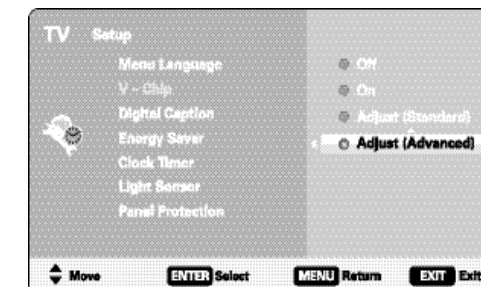 TV Setup
Menu Language
V - Chip
Digital Caption
Energy Saver
Clock Timer
Light Sensor
Panel Protection
Off
On
Adjust (Standard)
Adjust (Advanced)
Move ENTER Select MENU Return EXIT Exit